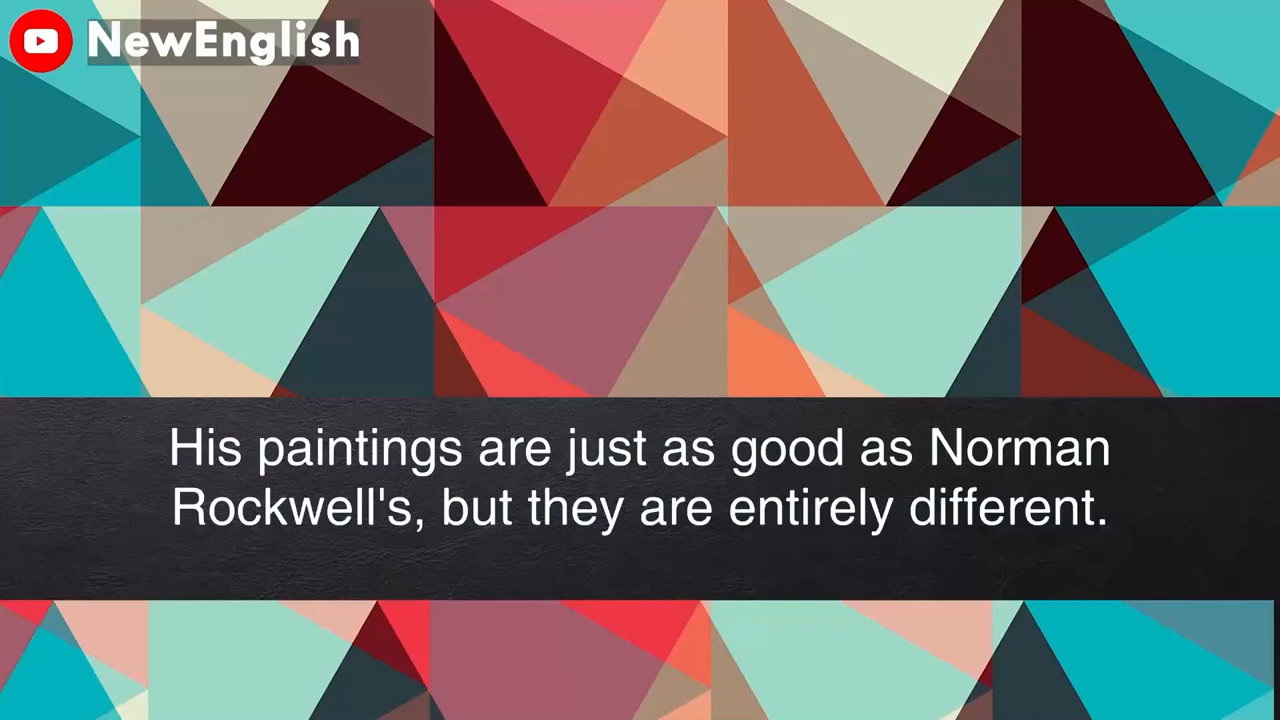 NewEnglish
His paintings are just as good as Norman
Rockwell's, but they are entirely different.